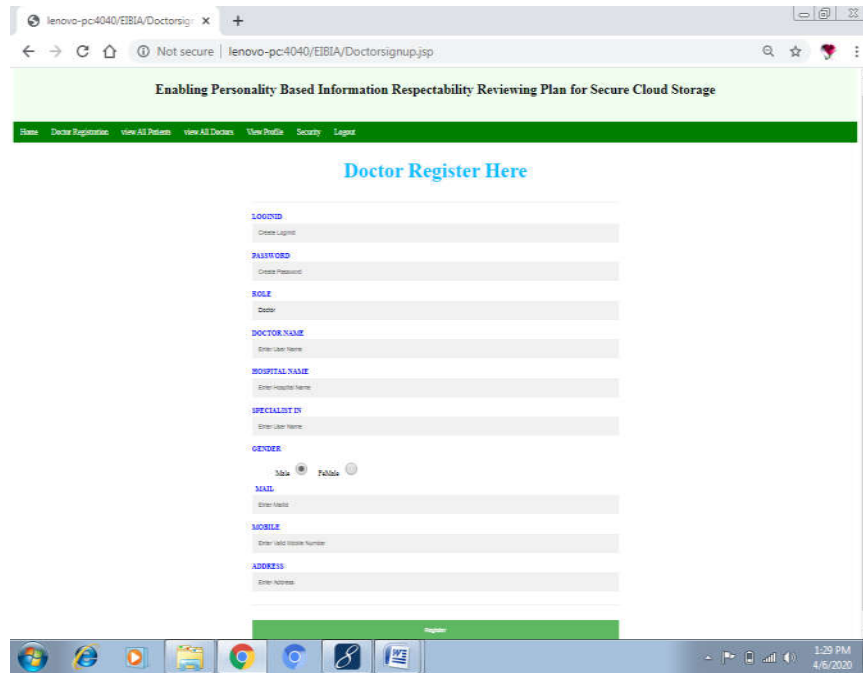 lenovo-pc:4040/EIBIA/Doctorsig
Not secure | lenovo-pc:4040/EIBIA/Doctorsignup.jsp
Enabling Personality Based Information Respectability Reviewing Plan for Secure Cloud Storage
Home Doctor Registration view All Patients view All Doctors View Profile Security Logout
Doctor Register Here
LOGINID
Create LoginId
PASSWORD
Create Password
ROLE
Doctor
DOCTOR NAME
Enter User Name
HOSPITAL NAME
Enter Hospital Name
SPECIALIST IN
Enter User Name
GENDER
Male FeMale
MAIL
Enter MailId
MOBILE
Enter Valid Mobile Number
ADDRESS
Enter Address
Register
1:29 PM
4/6/2020